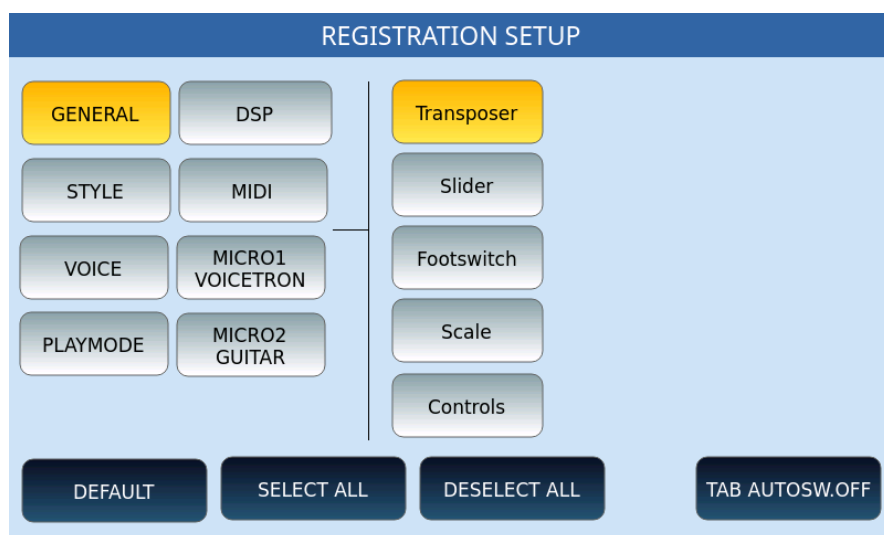 REGISTRATION SETUP
GENERAL
DSP
STYLE
MIDI
VOICE
MICRO1
VOICETRON
PLAYMODE
MICRO2
GUITAR
Transposer
Slider
Footswitch
Scale
Controls
DEFAULT
SELECT ALL
DESELECT ALL
TAB AUTOSW.OFF